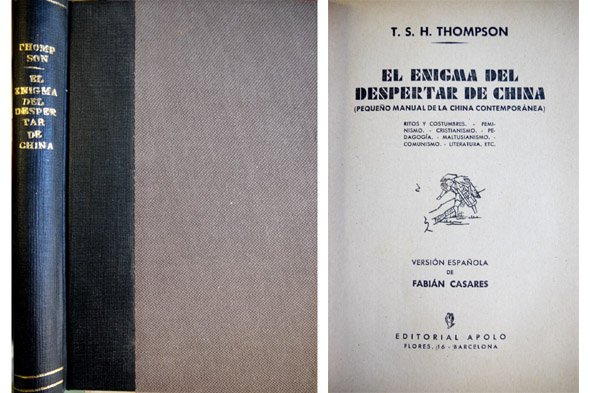 THOMP
SON
EL
ENIGMA
DEL
DESPER
TAR
DE
CHINA
T. S. H. THOMPSON
EL ENIGMA DEL
DESPERTAR DE CHINA
(PEQUEÑO MANUAL DE LA CHINA CONTEMPORÁNEA)
RITOS Y COSTUMBRES. - FEMI-
NISMO. - CRISTIANISMO. - PE-
DAGOGÍA. - MALTUSIANISMO. -
COMUNISMO. - LITERATURA, ETC.
VERSIÓN ESPAÑOLA
DE
FABIÁN CASARES
EDITORIAL APOLO
FLORES, 16 - BARCELONA